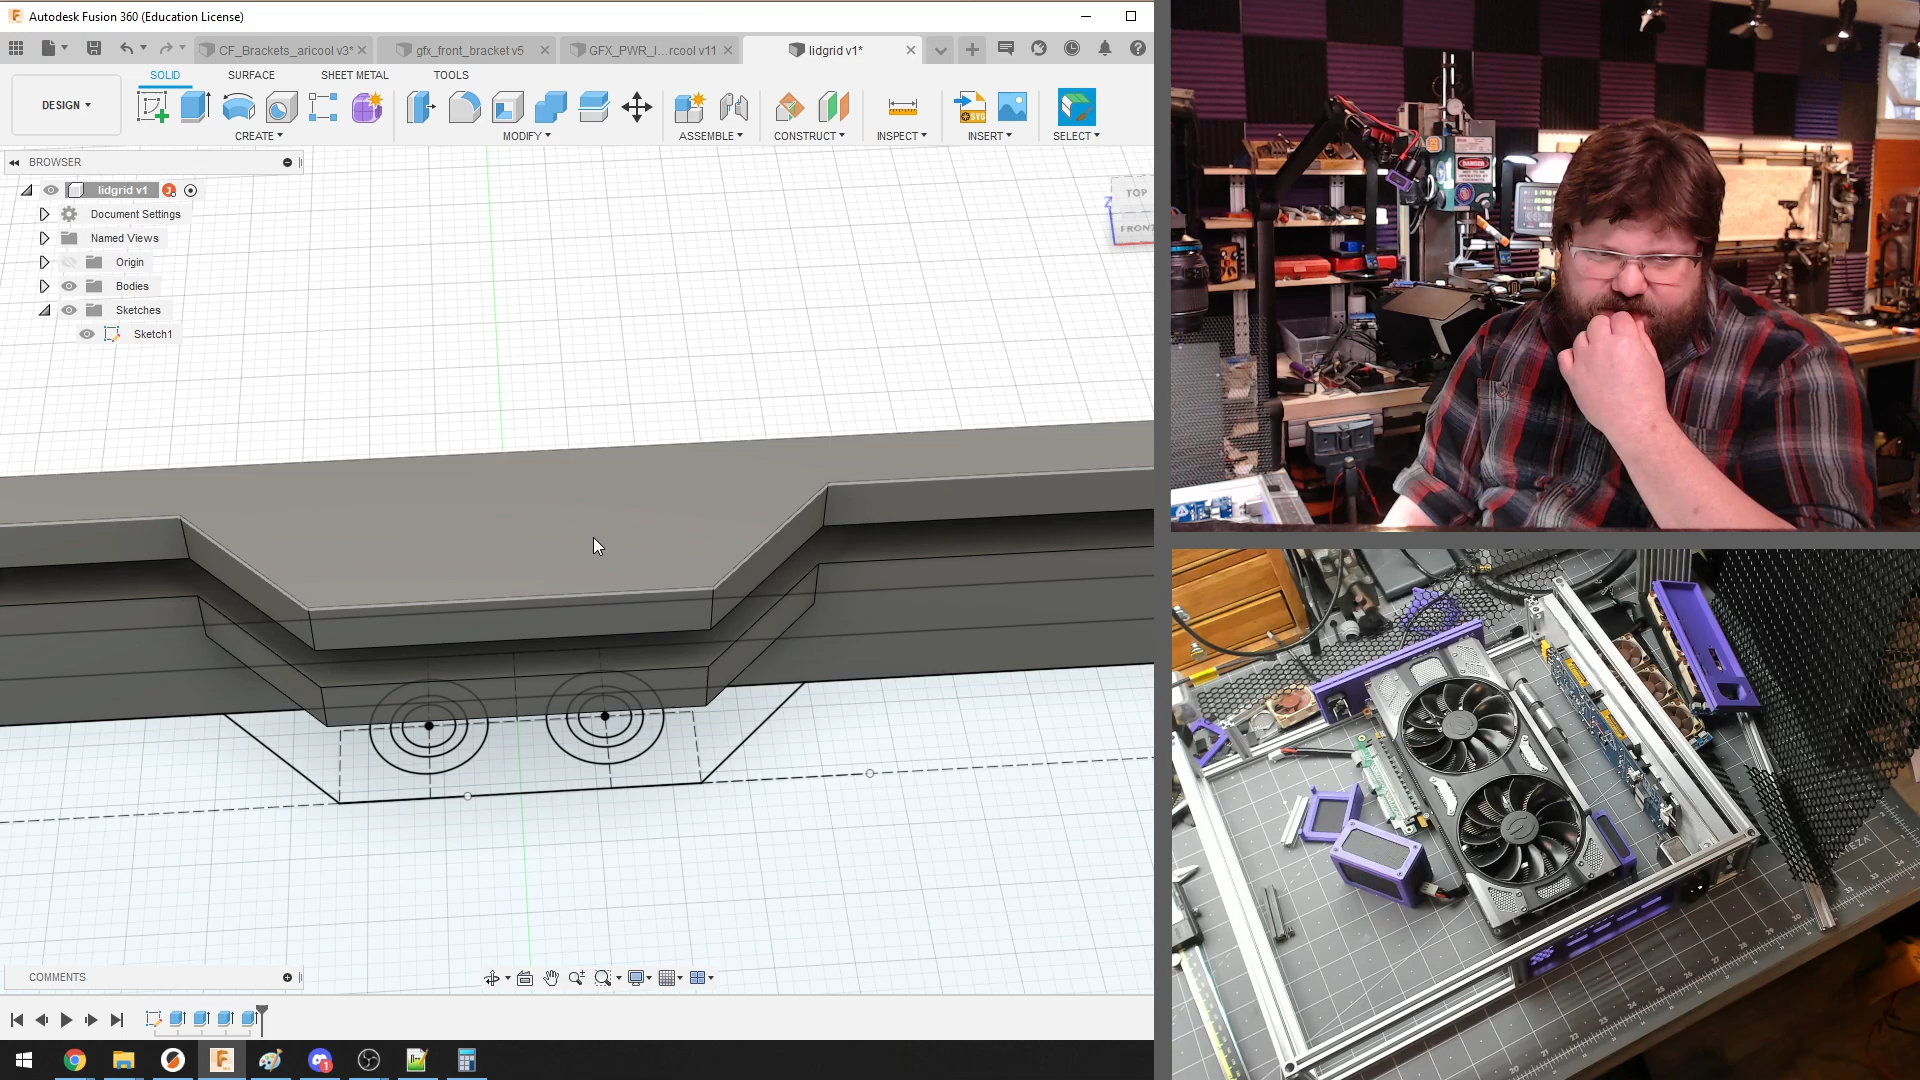 Autodesk Fusion 360 (Education License)
CF_Brackets_aricool v3*
gfx_front_bracket v5
GFX_PWR_I...rcool v11
lidgrid v1*
DESIGN
SOLID
SURFACE
SHEET METAL
TOOLS
CREATE
MODIFY
ASSEMBLE
CONSTRUCT
INSPECT
INSERT
SELECT
BROWSER
lidgrid v1
Document Settings
Named Views
Origin
Bodies
Sketches
Sketch1
TOP
FRONT
Z
COMMENTS
DANGER